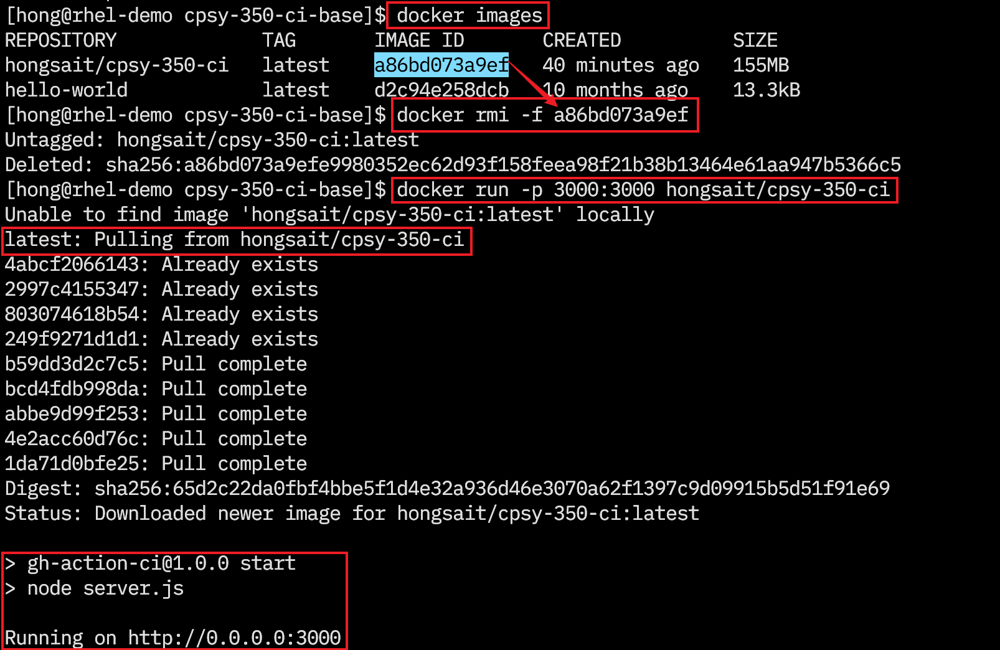 [hong@rhel-demo cpsy-350-ci-base]$ docker images
REPOSITORY TAG IMAGE ID CREATED SIZE
hongsait/cpsy-350-ci latest a86bd073a9ef 40 minutes ago 155MB
hello-world latest d2c94e258dcb 10 months ago 13.3kB
[hong@rhel-demo cpsy-350-ci-base]$ docker rmi -f a86bd073a9ef
Untagged: hongsait/cpsy-350-ci:latest
Deleted: sha256:a86bd073a9efe9980352ec62d93f158feea98f21b38b13464e61aa947b5366c5
[hong@rhel-demo cpsy-350-ci-base]$ docker run -p 3000:3000 hongsait/cpsy-350-ci
Unable to find image 'hongsait/cpsy-350-ci:latest' locally
latest: Pulling from hongsait/cpsy-350-ci
4abcf2066143: Already exists
2997c4155347: Already exists
803074618b54: Already exists
249f9271d1d1: Already exists
b59dd3d2c7c5: Pull complete
bcd4fdb998da: Pull complete
abbe9d99f253: Pull complete
4e2acc60d76c: Pull complete
1da71d0bfe25: Pull complete
Digest: sha256:65d2c22da0fbf4bbe5f1d4e32a936d46e3070a62f1397c9d09915b5d51f91e69
Status: Downloaded newer image for hongsait/cpsy-350-ci:latest
> gh-action-ci@1.0.0 start
> node server.js
Running on http://0.0.0.0:3000